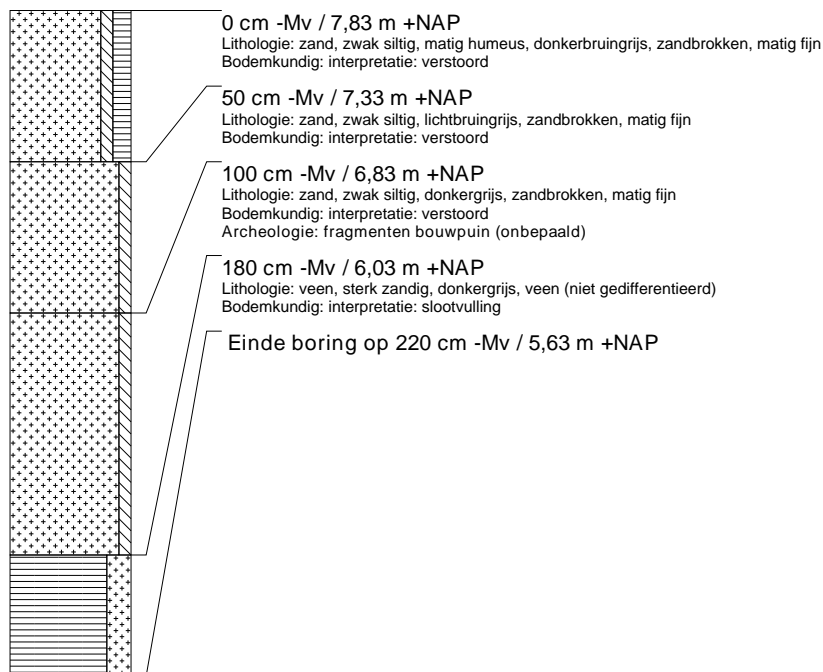 0 cm -Mv / 7,83 m +NAP
Lithologie: zand, zwak siltig, matig humeus, donkerbruingrijs, zandbrokken, matig fijn
Bodemkundig: interpretatie: verstoord
50 cm -Mv / 7,33 m +NAP
Lithologie: zand, zwak siltig, lichtbruingrijs, zandbrokken, matig fijn
Bodemkundig: interpretatie: verstoord
100 cm -Mv / 6,83 m +NAP
Lithologie: zand, zwak siltig, donkergrijs, zandbrokken, matig fijn
Bodemkundig: interpretatie: verstoord
Archeologie: fragmenten bouwpuin (onbepaald)
180 cm -Mv / 6,03 m +NAP
Lithologie: veen, sterk zandig, donkergrijs, veen (niet gedifferentieerd)
Bodemkundig: interpretatie: slootvulling
Einde boring op 220 cm -Mv / 5,63 m +NAP